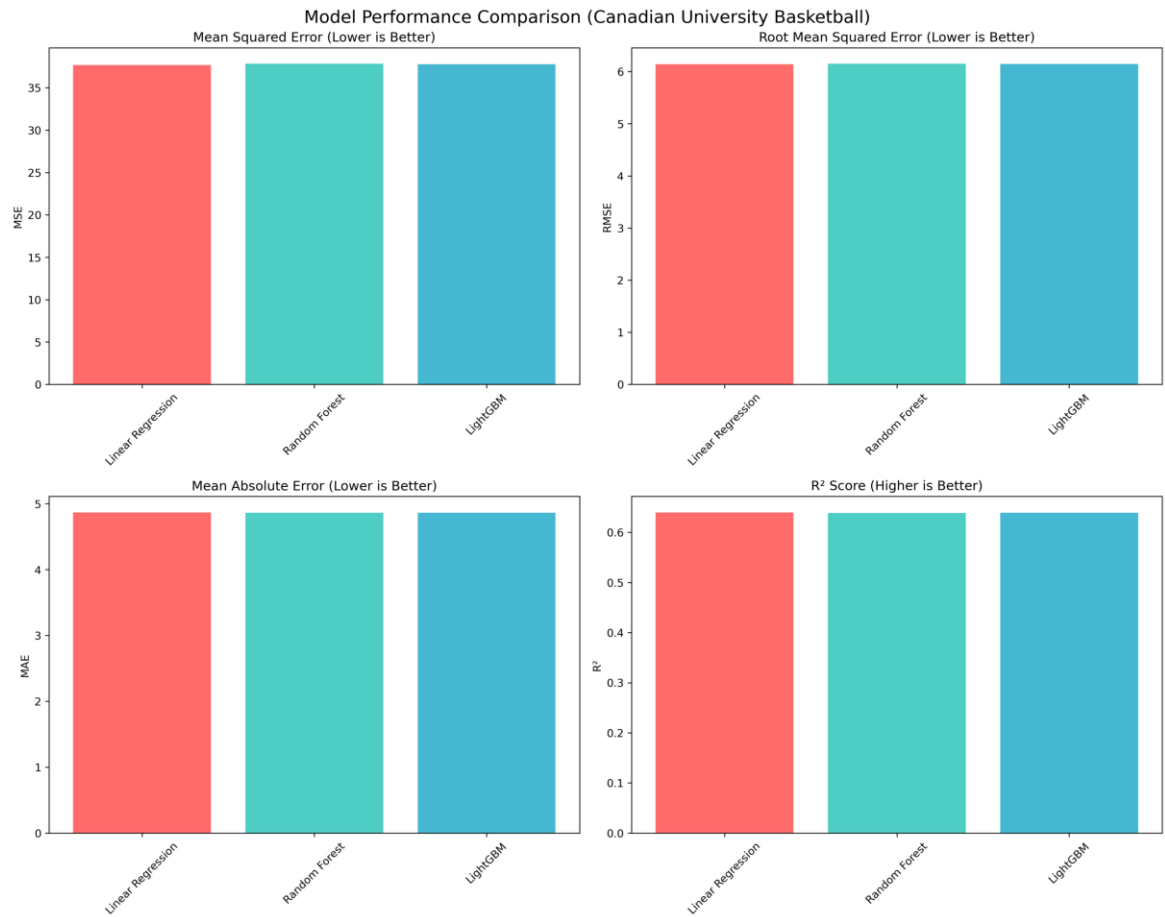 Model Performance Comparison (Canadian University Basketball)
Mean Squared Error (Lower is Better)
MSE
35
30
25
20
15
10
5
0
Linear Regression
Random Forest
LightGBM
Root Mean Squared Error (Lower is Better)
RMSE
6
5
4
3
2
1
0
Linear Regression
Random Forest
LightGBM
Mean Absolute Error (Lower is Better)
MAE
5
4
3
2
1
0
Linear Regression
Random Forest
LightGBM
R² Score (Higher is Better)
R²
0.6
0.5
0.4
0.3
0.2
0.1
0.0
Linear Regression
Random Forest
LightGBM